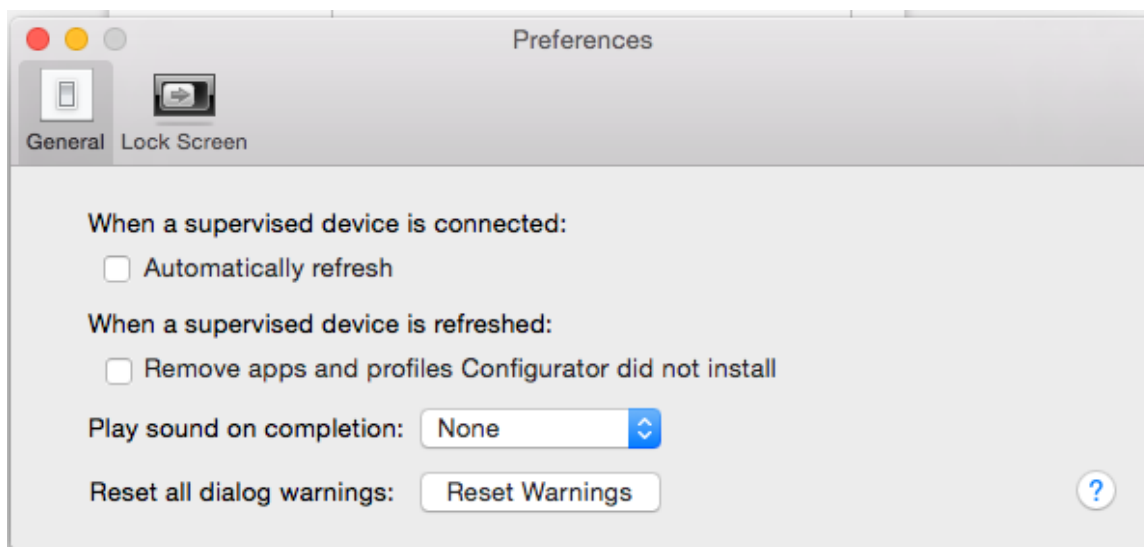 Preferences
General Lock Screen
When a supervised device is connected:
Automatically refresh
When a supervised device is refreshed:
Remove apps and profiles Configurator did not install
Play sound on completion: None
Reset all dialog warnings: Reset Warnings ?